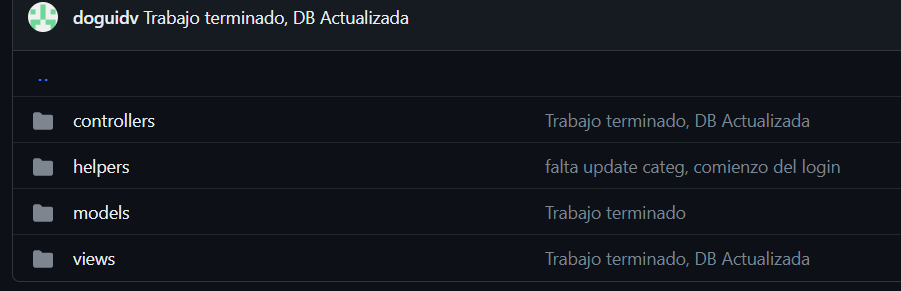 doguidv Trabajo terminado, DB Actualizada
..
controllers Trabajo terminado, DB Actualizada
helpers falta update categ, comienzo del login
models Trabajo terminado
views Trabajo terminado, DB Actualizada